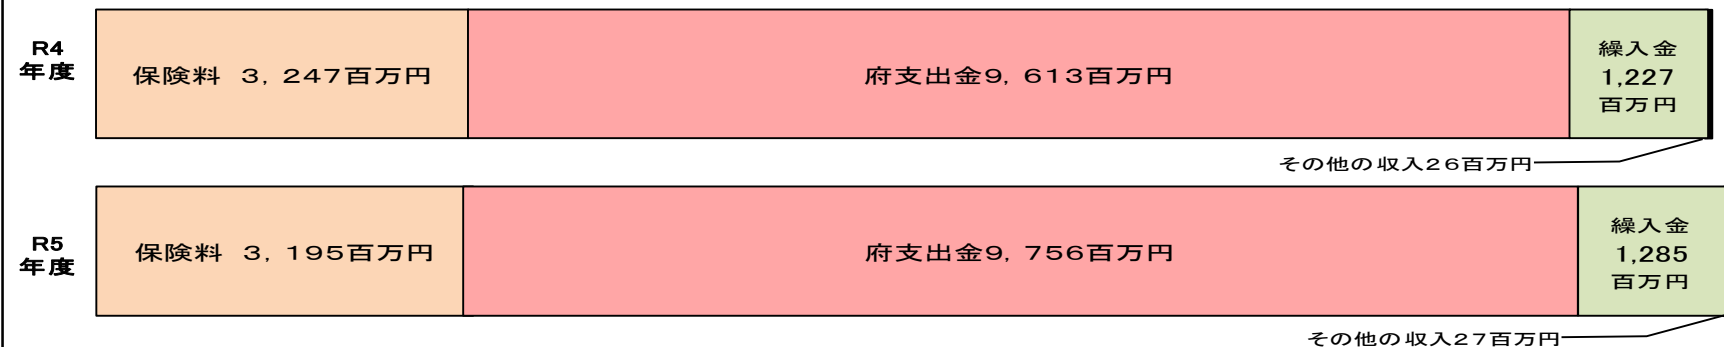 R4
年度
保険料　3，247百万円
府支出金9，613百万円
繰入金
1,227
百万円
その他の収入26百万円
R5
年度
保険料　3，195百万円
府支出金9，756百万円
繰入金
1,285
百万円
その他の収入27百万円